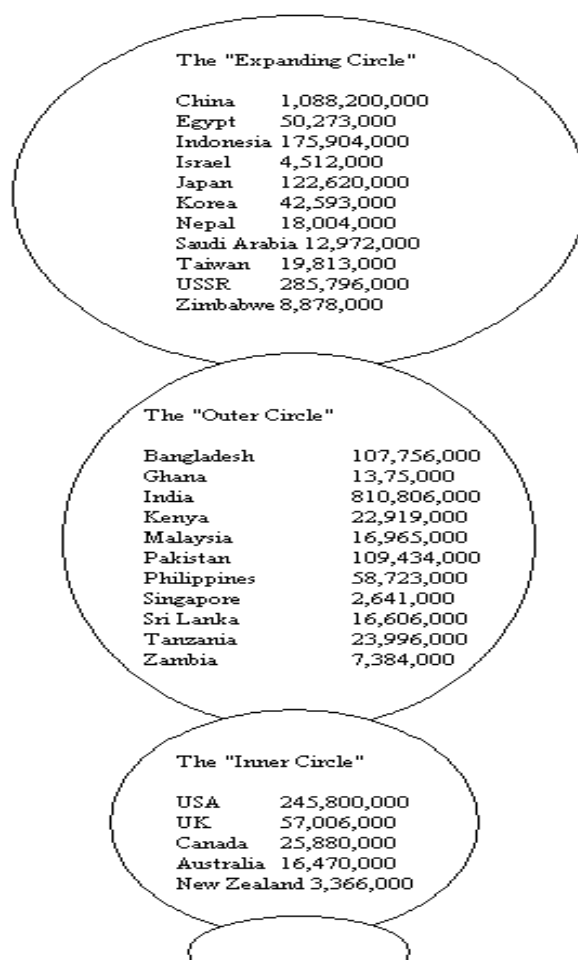 The "Expanding Circle"
China 1,088,200,000
Egypt 50,273,000
Indonesia 175,904,000
Israel 4,512,000
Japan 122,620,000
Korea 42,593,000
Nepal 18,004,000
Saudi Arabia 12,972,000
Taiwan 19,813,000
USSR 285,796,000
Zimbabwe 8,878,000
The "Outer Circle"
Bangladesh 107,756,000
Ghana 13,75,000
India 810,806,000
Kenya 22,919,000
Malaysia 16,965,000
Pakistan 109,434,000
Philippines 58,723,000
Singapore 2,641,000
Sri Lanka 16,606,000
Tanzania 23,996,000
Zambia 7,384,000
The "Inner Circle"
USA 245,800,000
UK 57,006,000
Canada 25,880,000
Australia 16,470,000
New Zealand 3,366,000